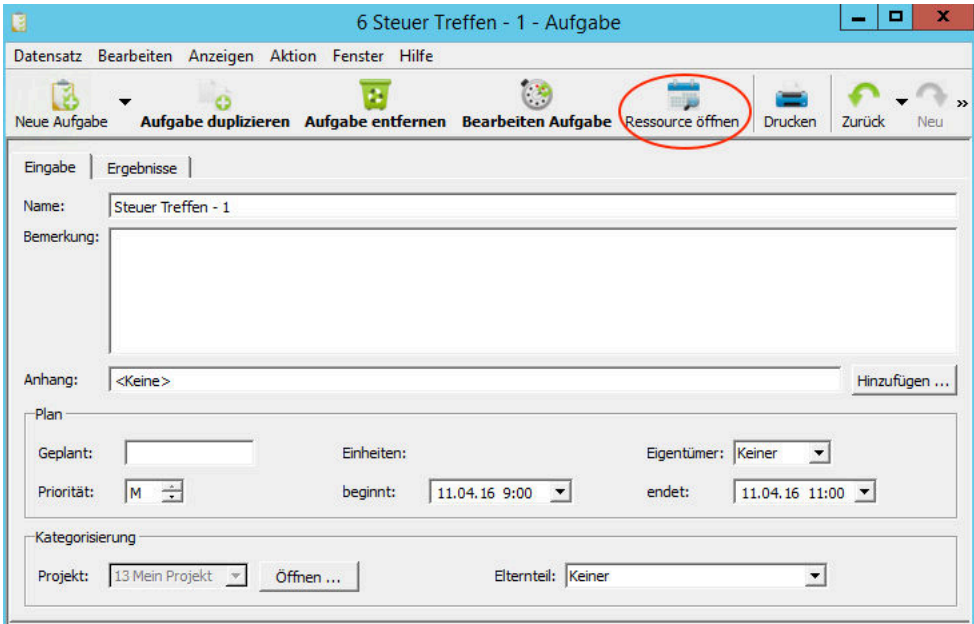 6 Steuer Treffen - 1 - Aufgabe
Datensatz Bearbeiten Anzeigen Aktion Fenster Hilfe
Neue Aufgabe Aufgabe duplizieren Aufgabe entfernen Bearbeiten Aufgabe Ressource öffnen Drucken Zurück Neu »
Eingabe Ergebnisse
Name: Steuer Treffen - 1
Bemerkung:
Anhang: <Keine> Hinzufügen ...
Plan
Geplant: Einheiten: Eigentümer: Keiner
Priorität: M beginnt: 11.04.16 9:00 endet: 11.04.16 11:00
Kategorisierung
Projekt: 13 Mein Projekt Öffnen ... Elternteil: Keiner